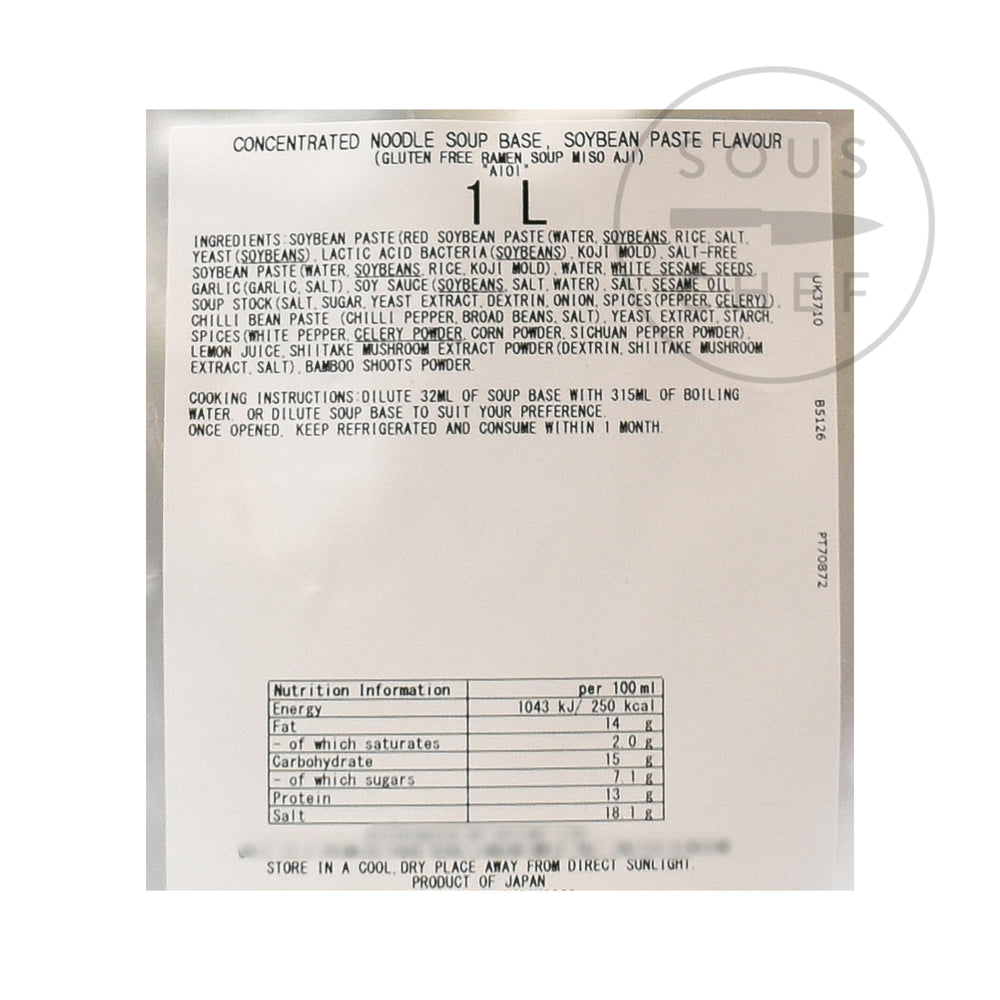 CONCENTRATED NOODLE SOUP BASE, SOYBEAN PASTE FLAVOUR
(GLUTEN FREE RAMEN SOUP MISO AJI)
"AIOI"
1 L
SOUS
CHEF
INGREDIENTS:SOYBEAN PASTE(RED SOYBEAN PASTE(WATER, SOYBEANS, RICE, SALT,
YEAST(SOYBEANS), LACTIC ACID BACTERIA(SOYBEANS), KOJI MOLD), SALT-FREE
SOYBEAN PASTE(WATER, SOYBEANS, RICE, KOJI MOLD), WATER, WHITE SESAME SEEDS,
GARLIC(GARLIC, SALT), SOY SAUCE(SOYBEANS, SALT, WATER), SALT, SESAME OIL,
SOUP STOCK(SALT, SUGAR, YEAST EXTRACT, DEXTRIN, ONION, SPICES(PEPPER, CELERY)),
CHILLI BEAN PASTE (CHILLI PEPPER, BROAD BEANS, SALT), YEAST EXTRACT, STARCH,
SPICES(WHITE PEPPER, CELERY POWDER, CORN POWDER, SICHUAN PEPPER POWDER),
LEMON JUICE, SHIITAKE MUSHROOM EXTRACT POWDER(DEXTRIN, SHIITAKE MUSHROOM
EXTRACT, SALT), BAMBOO SHOOTS POWDER.
COOKING INSTRUCTIONS:DILUTE 32ML OF SOUP BASE WITH 315ML OF BOILING
WATER. OR DILUTE SOUP BASE TO SUIT YOUR PREFERENCE.
ONCE OPENED, KEEP REFRIGERATED AND CONSUME WITHIN 1 MONTH.
UK3710
B5126
PT70872
Nutrition Information per 100ml
Energy 1043 kJ/ 250 kcal
Fat 14 g
- of which saturates 2.0 g
Carbohydrate 15 g
- of which sugars 7.1 g
Protein 13 g
Salt 18.1 g
STORE IN A COOL, DRY PLACE AWAY FROM DIRECT SUNLIGHT.
PRODUCT OF JAPAN